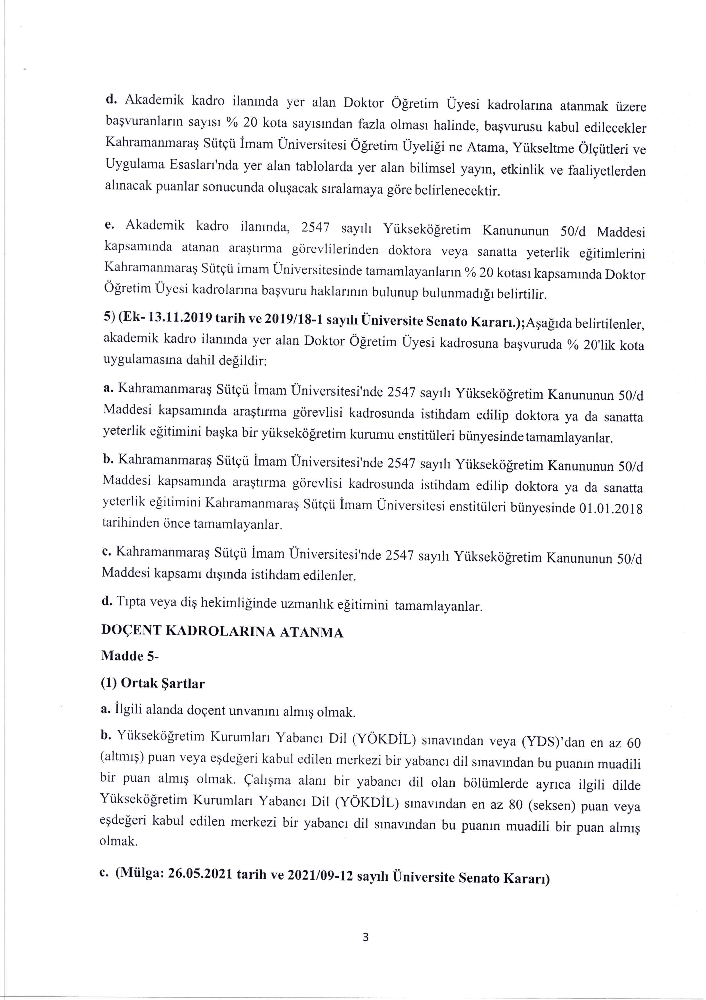 d. Akademik kadro ilanında yer alan Doktor Öğretim Üyesi kadrolarına atanmak üzere
başvuranların sayısı % 20 kota sayısından fazla olması halinde, başvurusu kabul edilecekler
Kahramanmaraş Sütçü İmam Üniversitesi Öğretim Üyeliği ne Atama, Yükseltme Ölçütleri ve
Uygulama Esasları'nda yer alan tablolarda yer alan bilimsel yayın, etkinlik ve faaliyetlerden
alınacak puanlar sonucunda oluşacak sıralamaya göre belirlenecektir.
e. Akademik kadro ilanında, 2547 sayılı Yükseköğretim Kanununun 50/d Maddesi
kapsamında atanan araştırma görevlilerinden doktora veya sanatta yeterlik eğitimlerini
Kahramanmaraş Sütçü imam Üniversitesinde tamamlayanların % 20 kotası kapsamında Doktor
Öğretim Üyesi kadrolarına başvuru haklarının bulunup bulunmadığı belirtilir.
5) (Ek- 13.11.2019 tarih ve 2019/18-1 sayılı Üniversite Senato Kararı.);Aşağıda belirtilenler,
akademik kadro ilanında yer alan Doktor Öğretim Üyesi kadrosuna başvuruda % 20'lik kota
uygulamasına dahil değildir:
a. Kahramanmaraş Sütçü İmam Üniversitesi'nde 2547 sayılı Yükseköğretim Kanununun 50/d
Maddesi kapsamında araştırma görevlisi kadrosunda istihdam edilip doktora ya da sanatta
yeterlik eğitimini başka bir yükseköğretim kurumu enstitüleri bünyesinde tamamlayanlar.
b. Kahramanmaraş Sütçü İmam Üniversitesi'nde 2547 sayılı Yükseköğretim Kanununun 50/d
Maddesi kapsamında araştırma görevlisi kadrosunda istihdam edilip doktora ya da sanatta
yeterlik eğitimini Kahramanmaraş Sütçü İmam Üniversitesi enstitüleri bünyesinde 01.01.2018
tarihinden önce tamamlayanlar.
c. Kahramanmaraş Sütçü İmam Üniversitesi'nde 2547 sayılı Yükseköğretim Kanununun 50/d
Maddesi kapsamı dışında istihdam edilenler.
d. Tıpta veya diş hekimliğinde uzmanlık eğitimini tamamlayanlar.
DOÇENT KADROLARINA ATANMA
Madde 5-
(1) Ortak Şartlar
a. İlgili alanda doçent unvanını almış olmak.
b. Yükseköğretim Kurumları Yabancı Dil (YÖKDİL) sınavından veya (YDS)’dan en az 60
(altmış) puan veya eşdeğeri kabul edilen merkezi bir yabancı dil sınavından bu puanın muadili
bir puan almış olmak. Çalışma alanı bir yabancı dil olan bölümlerde ayrıca ilgili dilde
Yükseköğretim Kurumları Yabancı Dil (YÖKDİL) sınavından en az 80 (seksen) puan veya
eşdeğeri kabul edilen merkezi bir yabancı dil sınavından bu puanın muadili bir puan almış
olmak.
c. (Mülga: 26.05.2021 tarih ve 2021/09-12 sayılı Üniversite Senato Kararı)
3